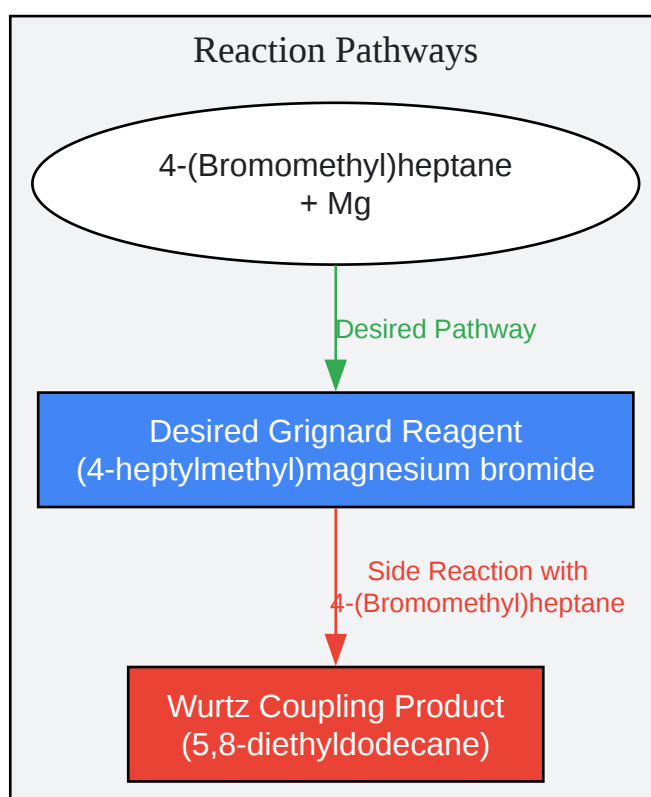 Reaction Pathways
4-(Bromomethyl)heptane
+ Mg
Desired Pathway
Desired Grignard Reagent
(4-heptylmethyl)magnesium bromide
Side Reaction with
4-(Bromomethyl)heptane
Wurtz Coupling Product
(5,8-diethyldodecane)